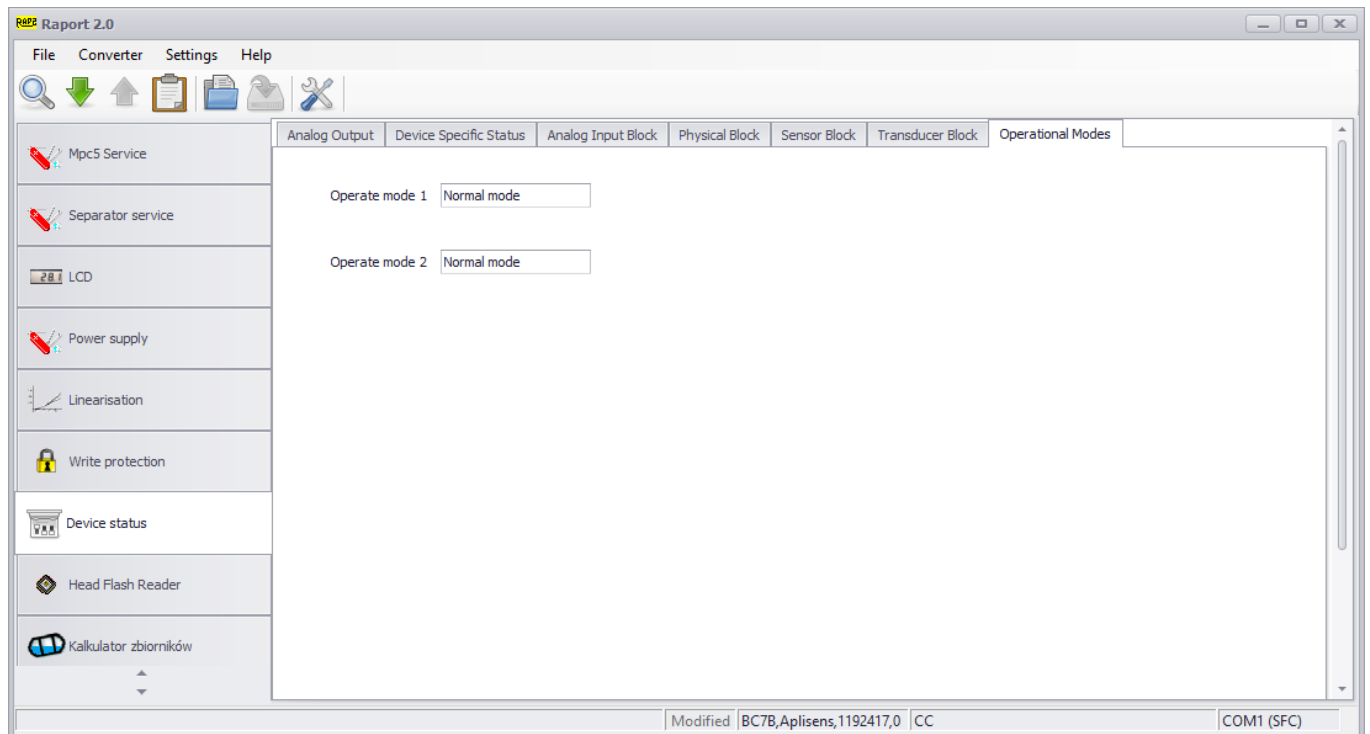 RAP2 Raport 2.0
File Converter Settings Help
Mpc5 Service
Separator service
28.1 LCD
Power supply
Linearisation
Write protection
Device status
Head Flash Reader
Kalkulator zbiorników
Analog Output Device Specific Status Analog Input Block Physical Block Sensor Block Transducer Block Operational Modes
Operate mode 1 Normal mode
Operate mode 2 Normal mode
Modified BC7B,Aplisens,1192417,0 CC COM1 (SFC)